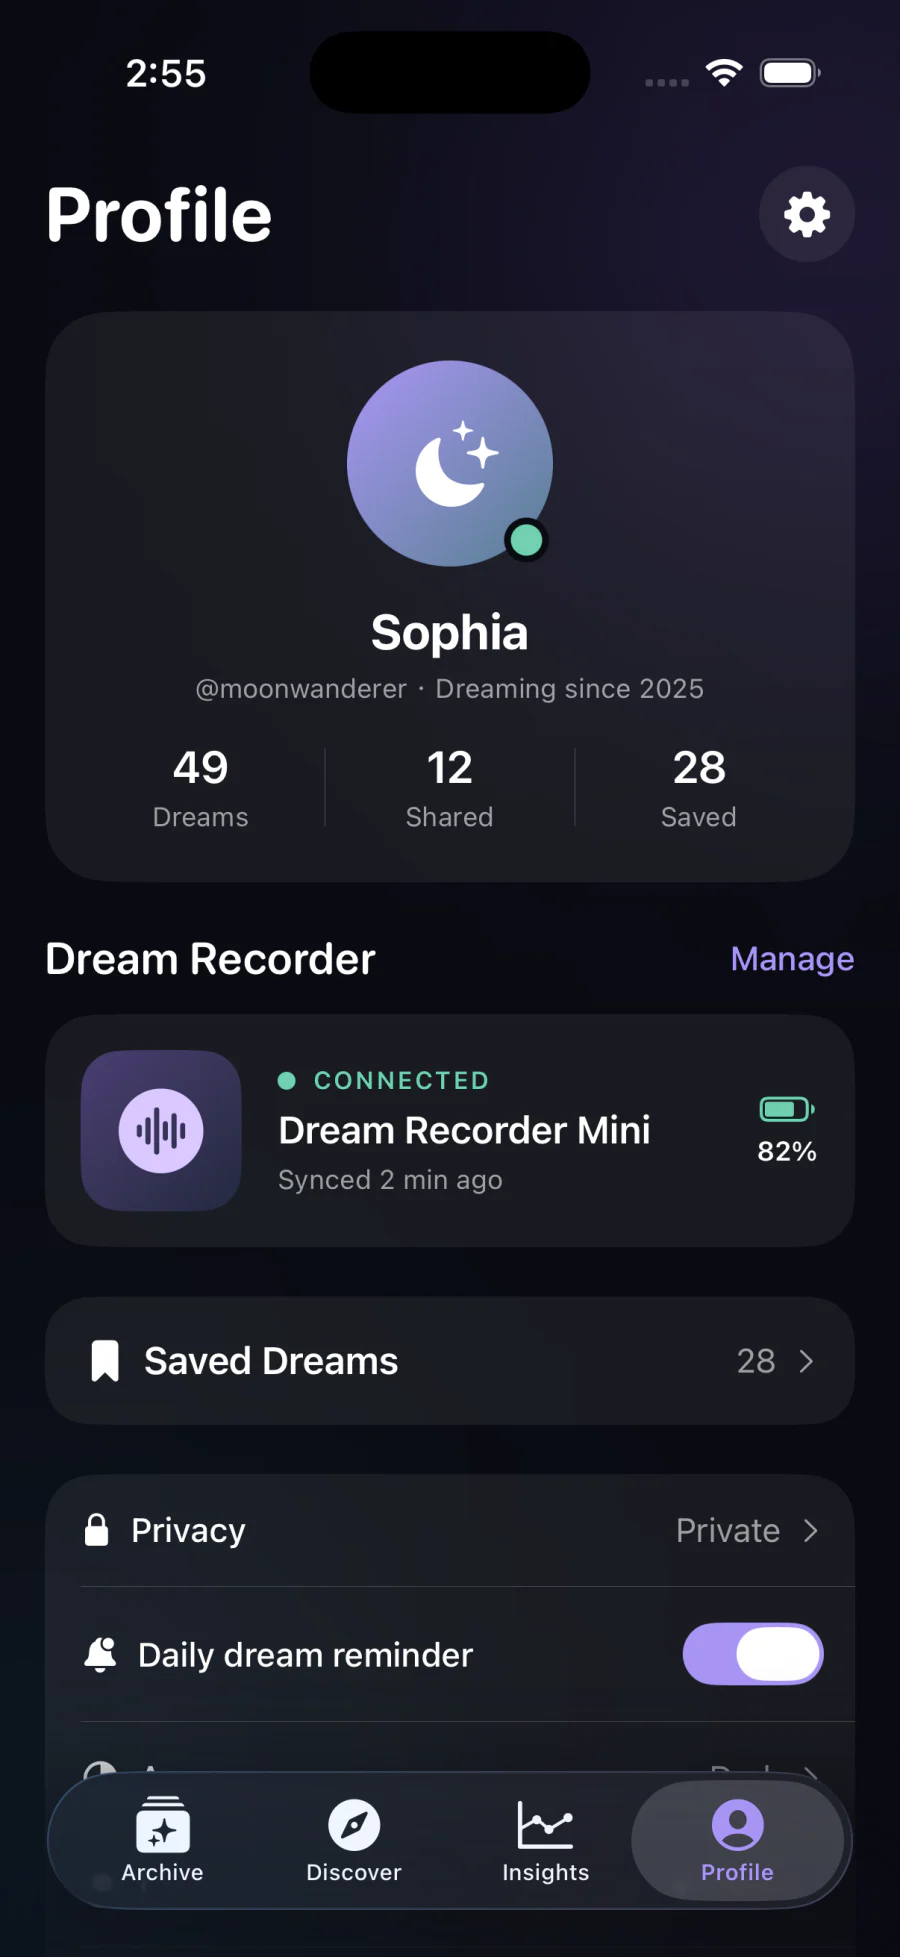 2:55
Profile
Sophia
@moonwanderer · Dreaming since 2025
49 12 28
Dreams Shared Saved
Dream Recorder Manage
CONNECTED
Dream Recorder Mini
Synced 2 min ago
82%
Saved Dreams 28
Privacy Private
Daily dream reminder
Archive Discover Insights Profile